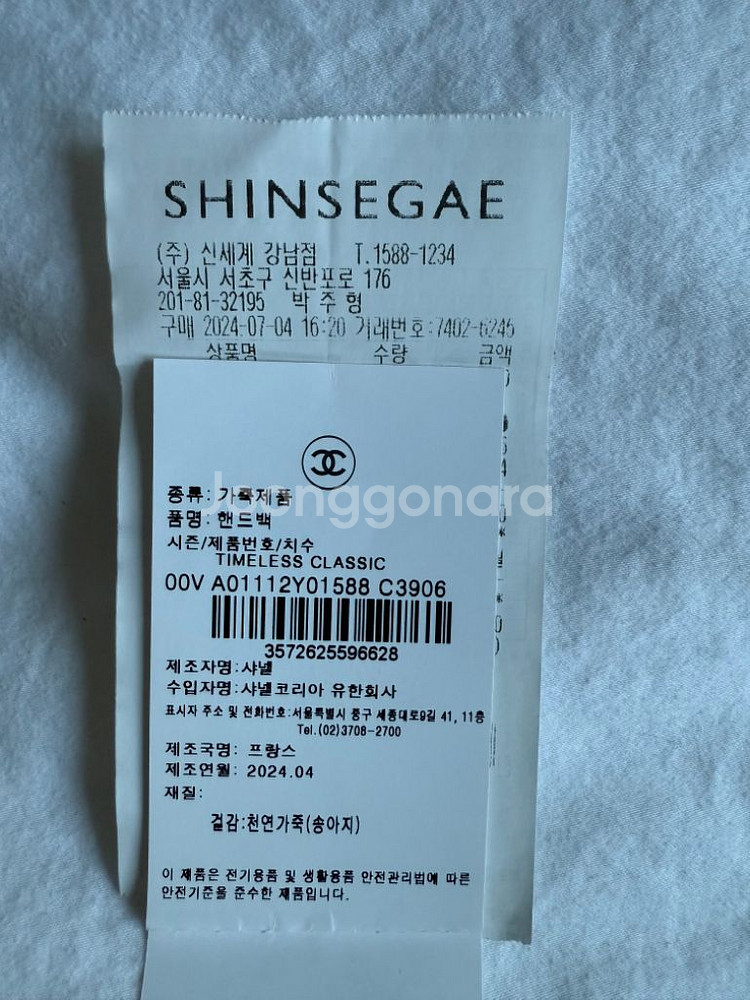 SHINSEGAE
(주) 신세계 강남점 T.1588-1234
서울시 서초구 신반포로 176
201-81-32195 박 주 형
구매 2024-07-04 16:20 거래번호:7402-6245
상품명 수량 금액
종류: 가죽제품
Joonggonara
품명: 핸드백
시즌/제품번호/치수
TIMELESS CLASSIC
00V A01112Y01588 C3906
3572625596628
제조자명:샤넬
수입자명:샤넬코리아 유한회사
표시자 주소 및 전화번호:서울특별시 중구 세종대로9길 41, 11층
Tel.(02)3708-2700
제조국명: 프랑스
제조연월: 2024.04
재질:
겉감:천연가죽(송아지)
이 제품은 전기용품 및 생활용품 안전관리법에 따른
안전기준을 준수한 제품입니다.